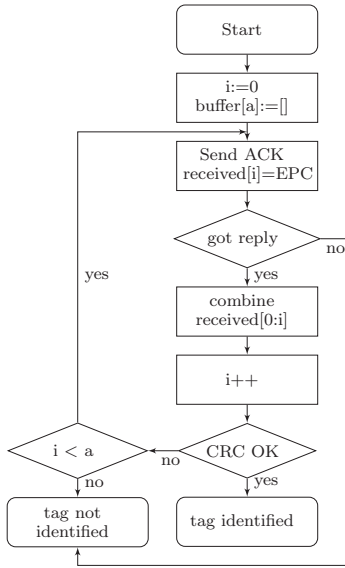 Start
i:=0
buffer[a]:=[]
Send ACK
received[i]=EPC
got reply
no
yes
yes
combine
received[0:i]
i++
i < a
no
CRC OK
no
yes
tag not
identified
tag identified